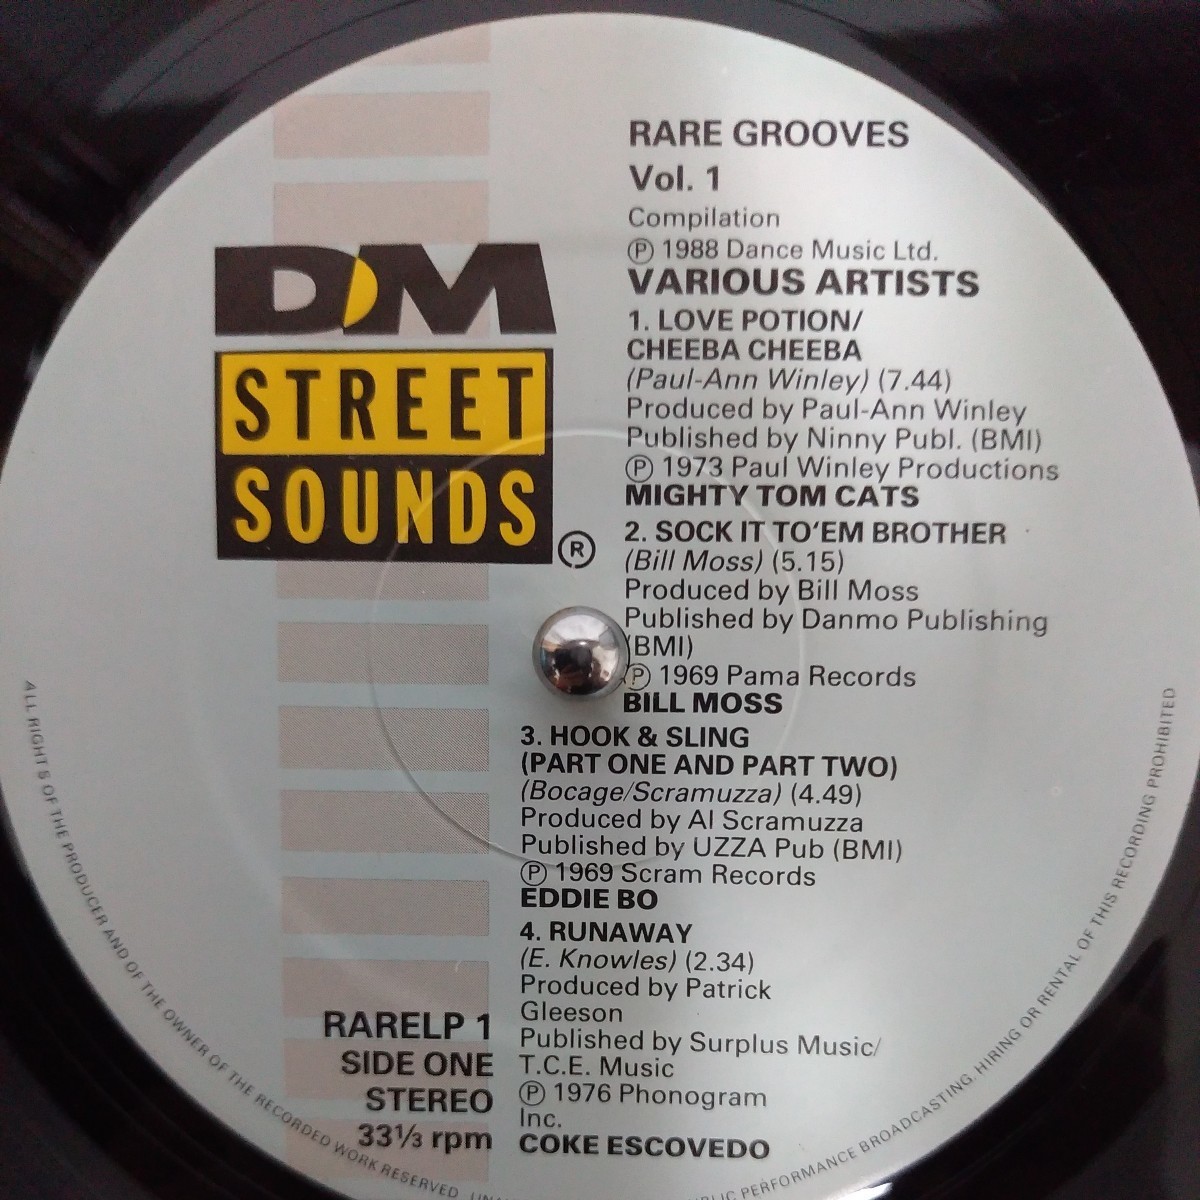 RARE GROOVES
Vol. 1
Compilation
Ⓟ 1988 Dance Music Ltd.
VARIOUS ARTISTS
DM
STREET
SOUNDS
®
1. LOVE POTION/
CHEEBA CHEEBA
(Paul-Ann Winley) (7.44)
Produced by Paul-Ann Winley
Published by Ninny Publ. (BMI)
Ⓟ 1973 Paul Winley Productions
MIGHTY TOM CATS
2. SOCK IT TO'EM BROTHER
(Bill Moss) (5.15)
Produced by Bill Moss
Published by Danmo Publishing
(BMI)
Ⓟ 1969 Pama Records
BILL MOSS
3. HOOK & SLING
(PART ONE AND PART TWO)
(Bocage/Scramuzza) (4.49)
Produced by Al Scramuzza
Published by UZZA Pub (BMI)
Ⓟ 1969 Scram Records
EDDIE BO
4. RUNAWAY
(E. Knowles) (2.34)
Produced by Patrick
Gleeson
Published by Surplus Music/
T.C.E. Music
Ⓟ 1976 Phonogram
Inc.
COKE ESCOVEDO
RARELP 1
SIDE ONE
STEREO
33⅓ rpm
ALL RIGHTS OF THE PRODUCER AND OF THE OWNER OF THE RECORDED WORK RESERVED. PERFORMANCE BROADCASTING, HIRING OR RENTAL OF THIS RECORDING PROHIBITED